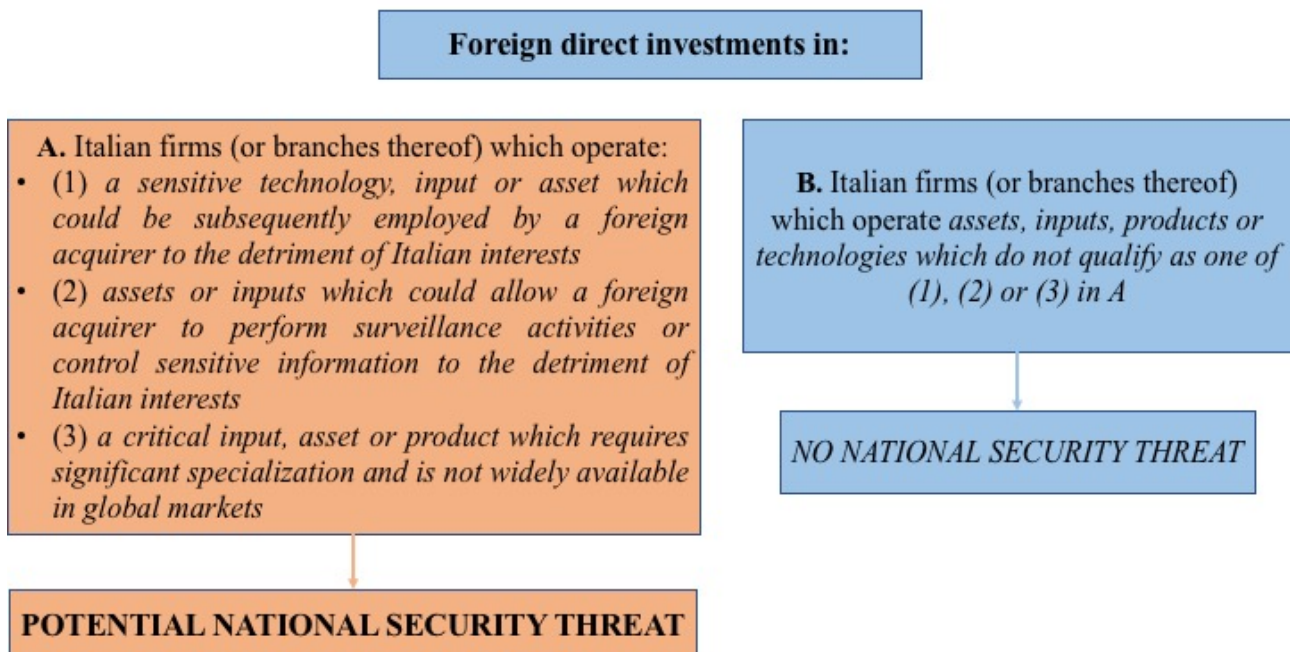 Foreign direct investments in:
A. Italian firms (or branches thereof) which operate:
• (1) a sensitive technology, input or asset which
could be subsequently employed by a foreign
acquirer to the detriment of Italian interests
• (2) assets or inputs which could allow a foreign
acquirer to perform surveillance activities or
control sensitive information to the detriment of
Italian interests
• (3) a critical input, asset or product which requires
significant specialization and is not widely available
in global markets
POTENTIAL NATIONAL SECURITY THREAT
B. Italian firms (or branches thereof)
which operate assets, inputs, products or
technologies which do not qualify as one of
(1), (2) or (3) in A
NO NATIONAL SECURITY THREAT